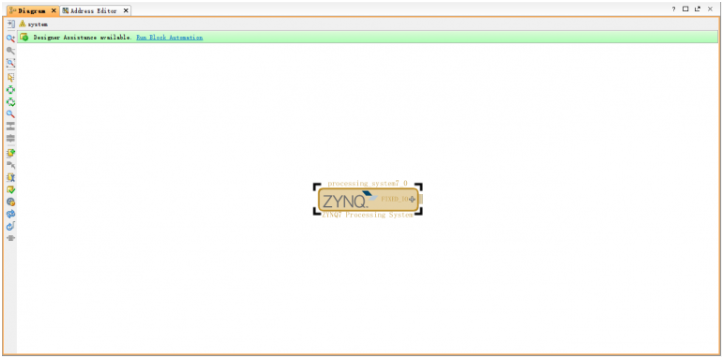 Diagram × Address Editor ×
system
Designer Assistance available. Run Block Automation
processing_system7_0
ZYNQ
FIXED_IO
ZYNQ7 Processing System